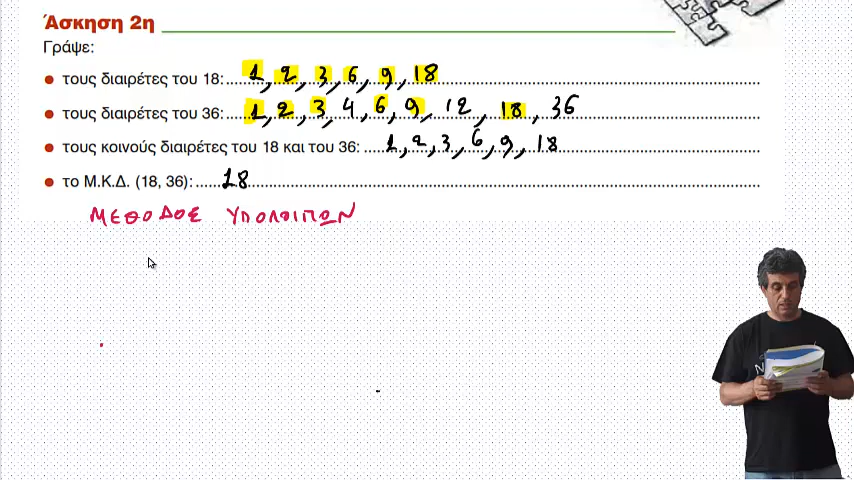 Άσκηση 2η
Γράψε:
• τους διαιρέτες του 18: 1, 2, 3, 6, 9, 18
• τους διαιρέτες του 36: 1, 2, 3, 4, 6, 9, 12, 18, 36
• τους κοινούς διαιρέτες του 18 και του 36: 1, 2, 3, 6, 9, 18
• το Μ.Κ.Δ. (18, 36): 18
ΜΕΘΟΔΟΣ ΥΠΟΛΟΙΠΩΝ